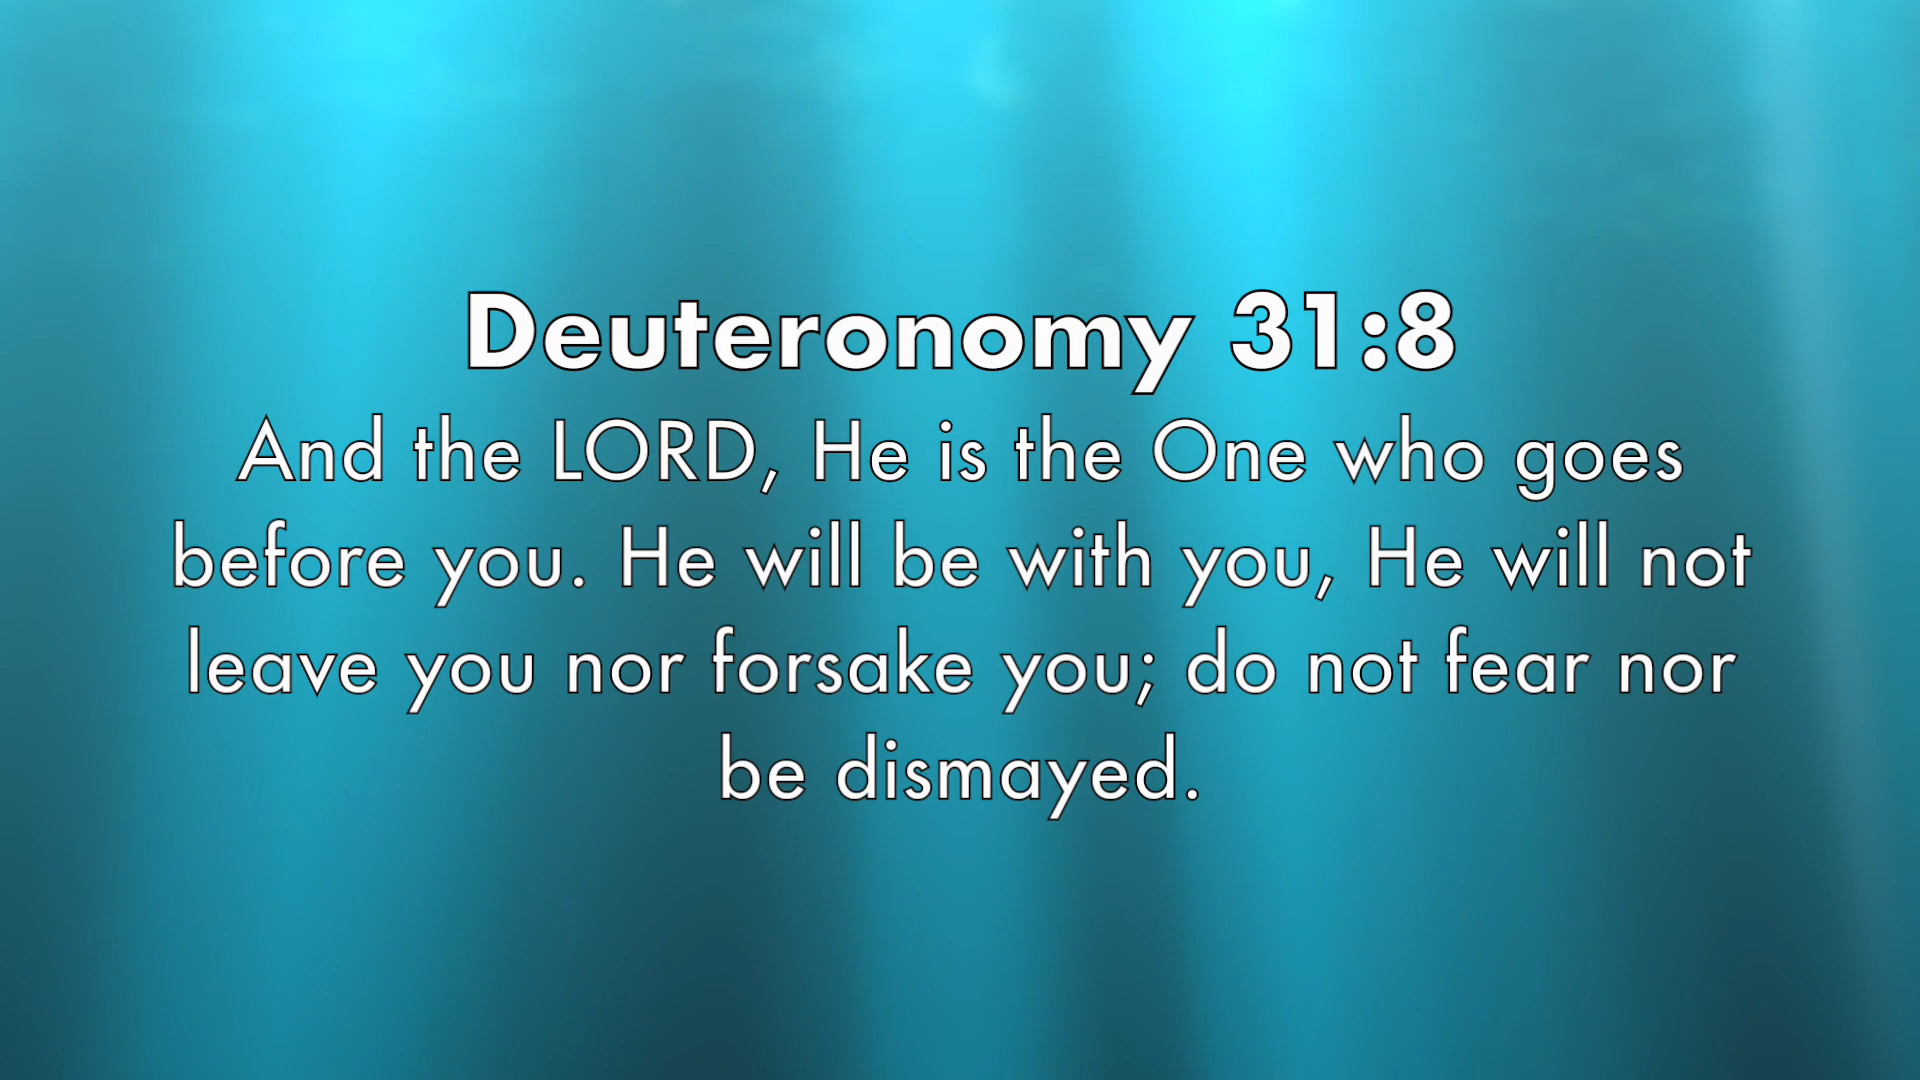 Deuteronomy 31:8
And the LORD, He is the One who goes
before you. He will be with you, He will not
leave you nor forsake you; do not fear nor
be dismayed.